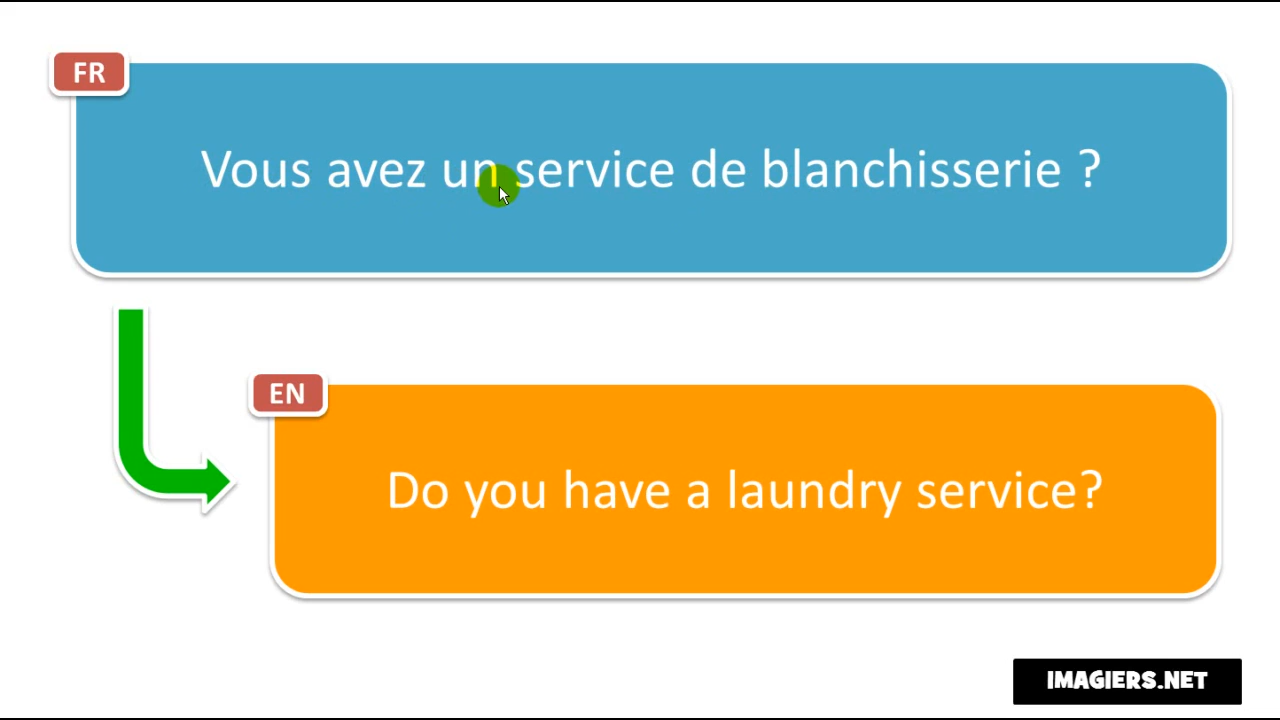 FR
Vous avez un service de blanchisserie ?
EN
Do you have a laundry service?
IMAGIERS.NET